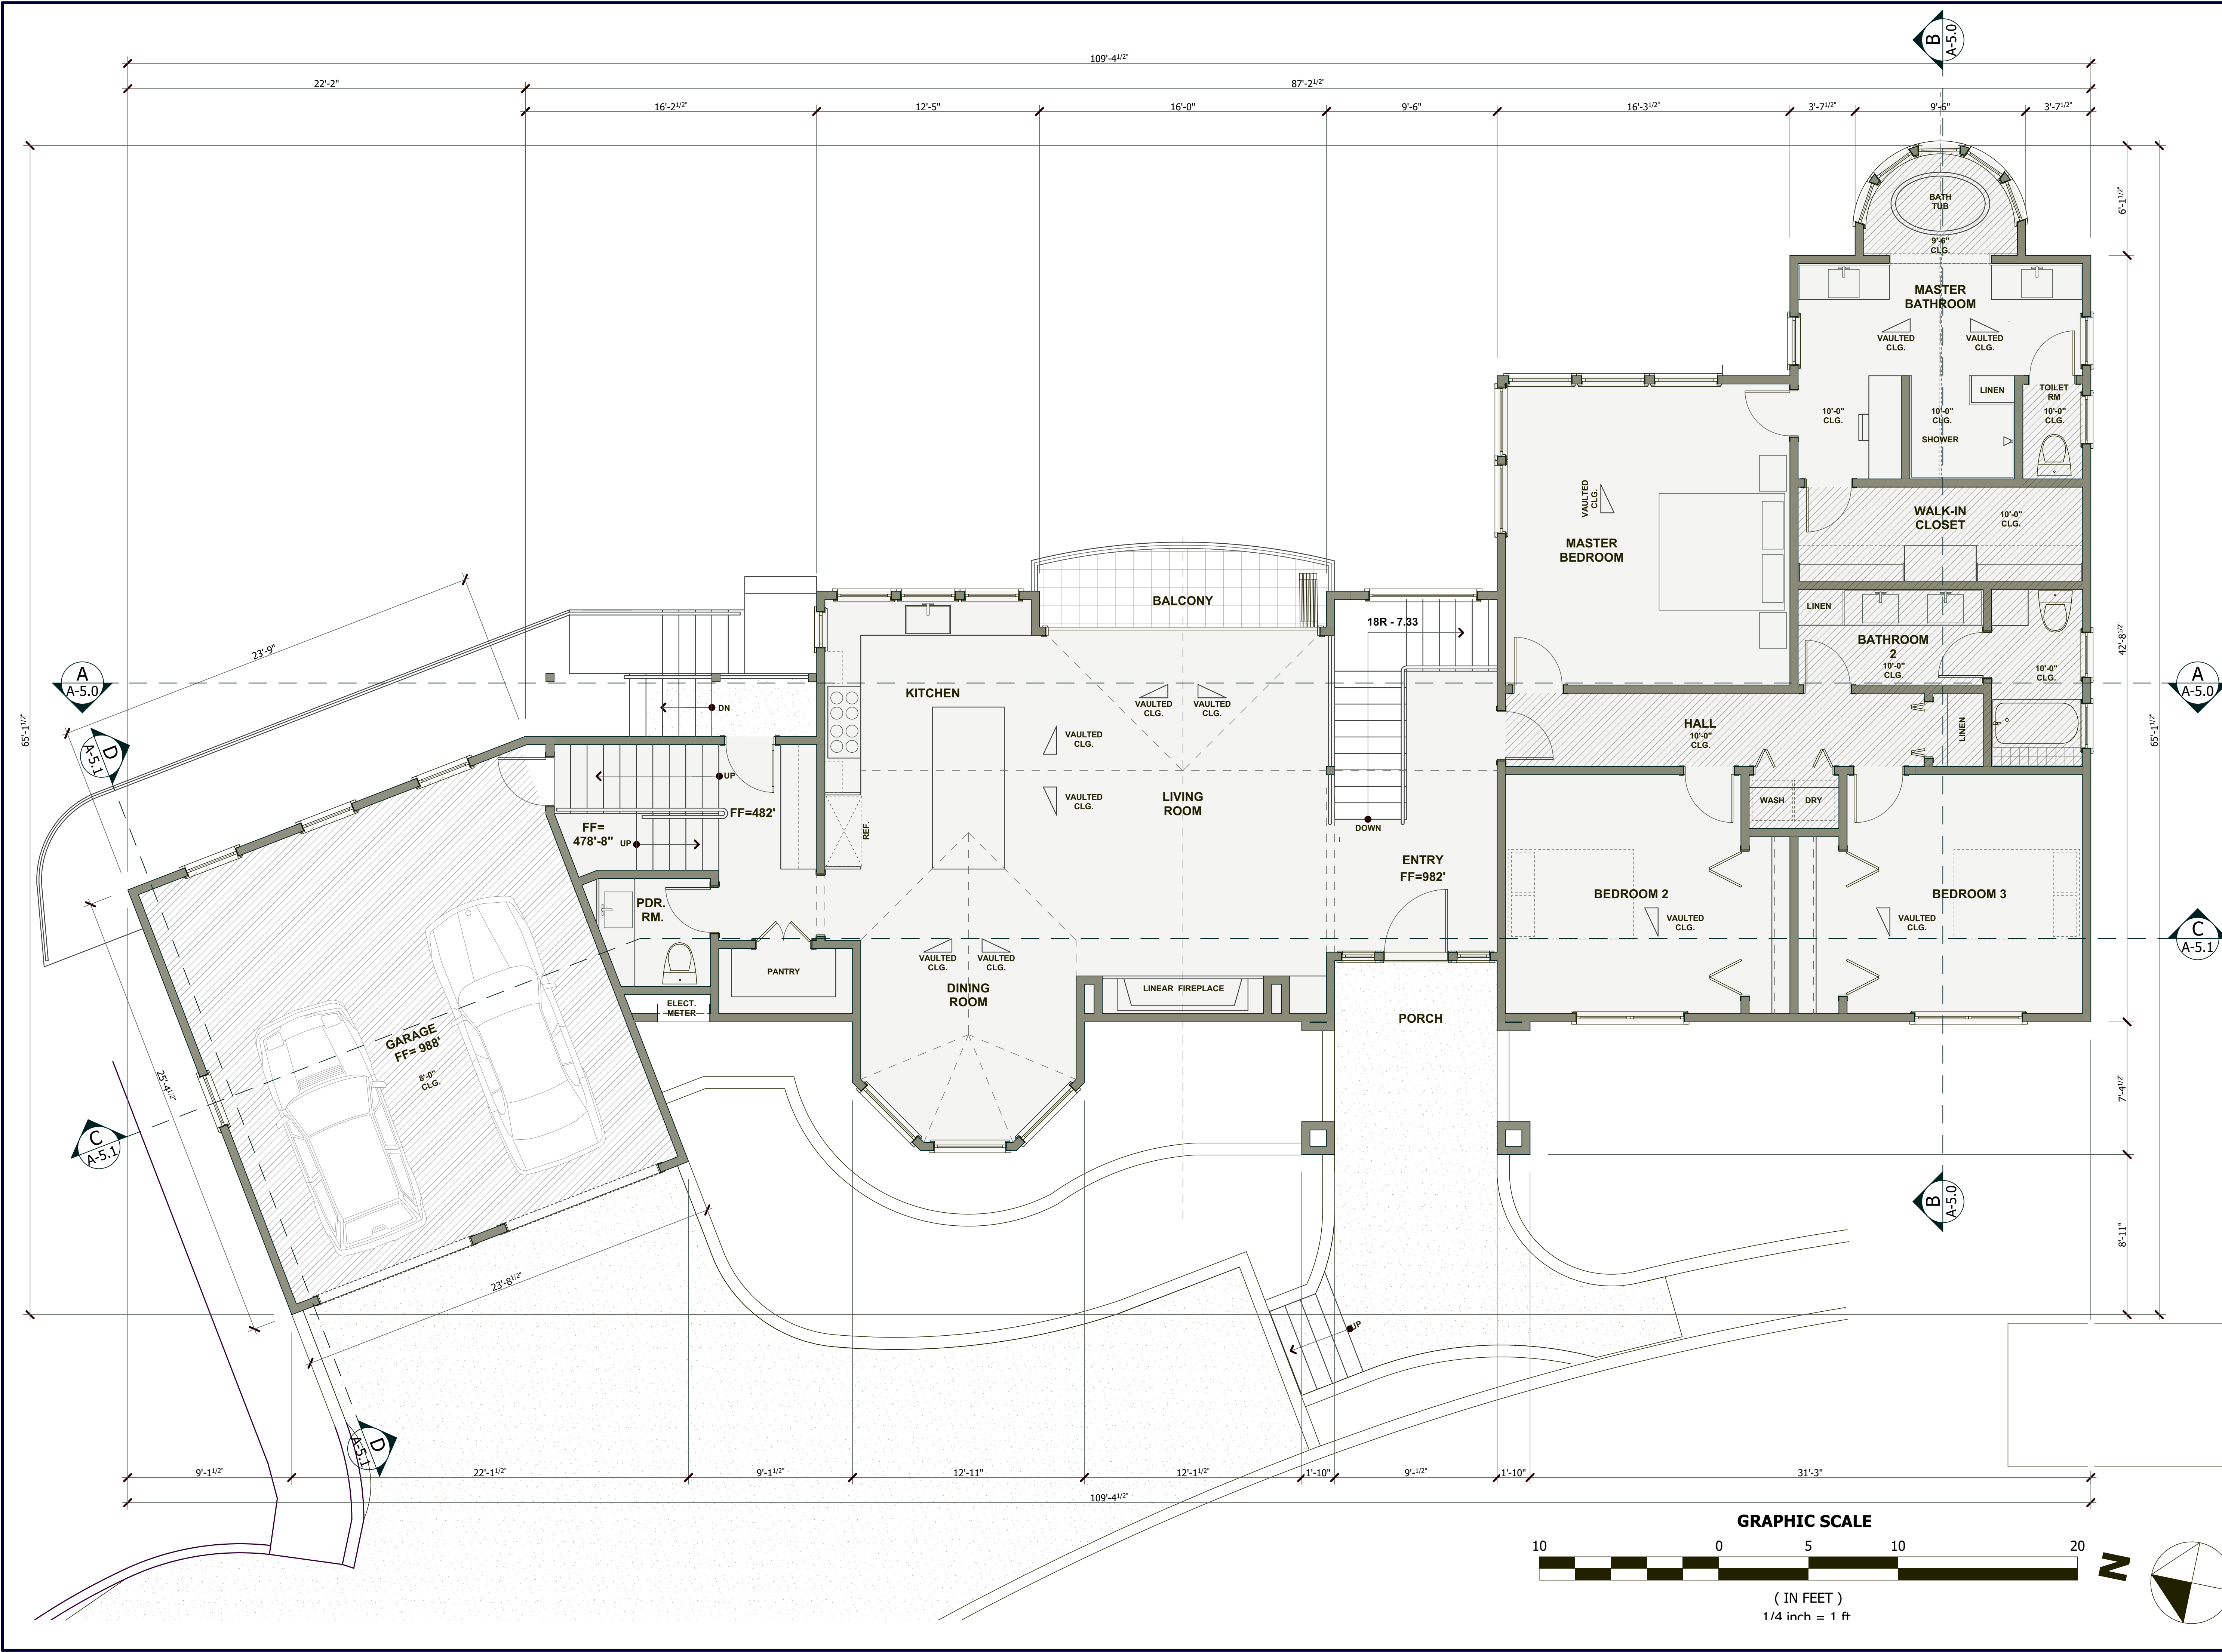 B
A-5.0
109'-4 1/2"
22'-2"
87'-2 1/2"
16'-2 1/2"
12'-5"
16'-0"
9'-6"
16'-3 1/2"
3'-7 1/2"
9'-6"
3'-7 1/2"
6'-1 1/2"
42'-8 1/2"
65'-1 1/2"
7'-4 1/2"
8'-11"
65'-1 1/2"
BATH
TUB
9'-6"
CLG.
MASTER
BATHROOM
VAULTED
CLG.
VAULTED
CLG.
LINEN
TOILET
RM
10'-0"
CLG.
10'-0"
CLG.
10'-0"
CLG.
SHOWER
WALK-IN
CLOSET
10'-0"
CLG.
VAULTED
CLG.
MASTER
BEDROOM
LINEN
BATHROOM
2
10'-0"
CLG.
10'-0"
CLG.
BALCONY
18R - 7.33
DOWN
23'-9"
A
A-5.0
A
A-5.0
D
A-5.1
DN
UP
FF=482'
FF=
478'-8"
UP
KITCHEN
REF.
VAULTED
CLG.
VAULTED
CLG.
VAULTED
CLG.
VAULTED
CLG.
LIVING
ROOM
HALL
10'-0"
CLG.
LINEN
WASH
DRY
ENTRY
FF=982'
BEDROOM 2
VAULTED
CLG.
BEDROOM 3
VAULTED
CLG.
PDR.
RM.
PANTRY
ELECT.
METER
VAULTED
CLG.
VAULTED
CLG.
DINING
ROOM
LINEAR FIREPLACE
PORCH
C
A-5.1
GARAGE
FF= 988'
8'-0"
CLG.
25'-4 1/2"
C
A-5.1
B
A-5.0
23'-8 1/2"
UP
D
A-5.1
9'-1 1/2"
22'-1 1/2"
9'-1 1/2"
12'-11"
12'-1 1/2"
1'-10"
9'-1/2"
1'-10"
31'-3"
109'-4 1/2"
GRAPHIC SCALE
10 0 5 10 20
( IN FEET )
1/4 inch = 1 ft
N